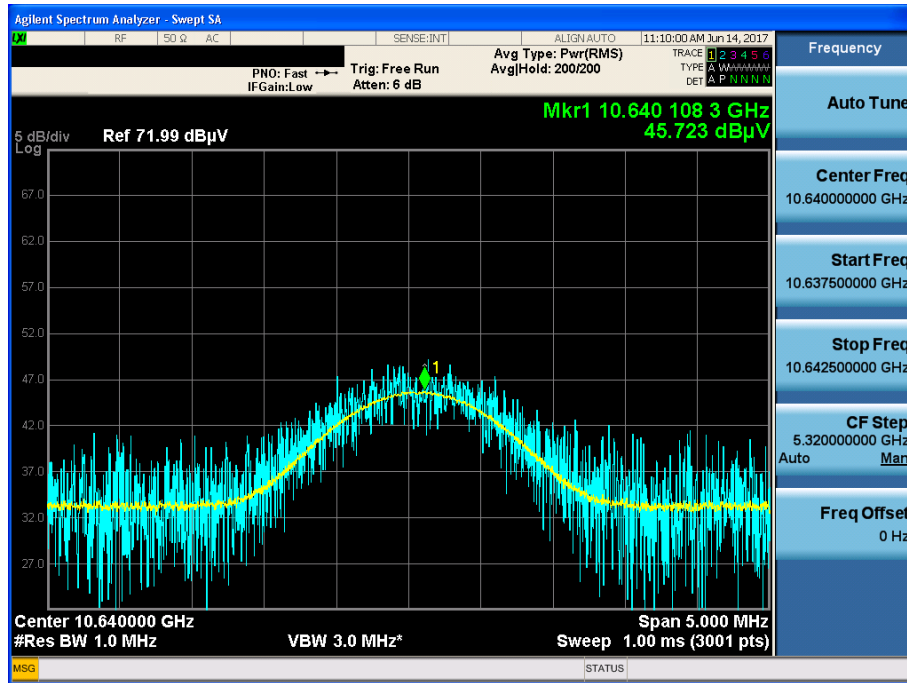 Agilent Spectrum Analyzer - Swept SA
LXI RF 50 Ω AC SENSE:INT ALIGN AUTO 11:10:00 AM Jun 14, 2017
PNO: Fast
IFGain:Low
Trig: Free Run
Atten: 6 dB
Avg Type: Pwr(RMS)
Avg|Hold: 200/200
TRACE 1 2 3 4 5 6
TYPE A W
DET A P N N N N
Mkr1 10.640 108 3 GHz
45.723 dBµV
5 dB/div
Log
Ref 71.99 dBµV
67.0
62.0
57.0
52.0
47.0
42.0
37.0
32.0
27.0
1
Center 10.640000 GHz
#Res BW 1.0 MHz
VBW 3.0 MHz*
Span 5.000 MHz
Sweep 1.00 ms (3001 pts)
Frequency
Auto Tune
Center Freq
10.640000000 GHz
Start Freq
10.637500000 GHz
Stop Freq
10.642500000 GHz
CF Step
5.320000000 GHz
Auto Man
Freq Offset
0 Hz
MSG
STATUS